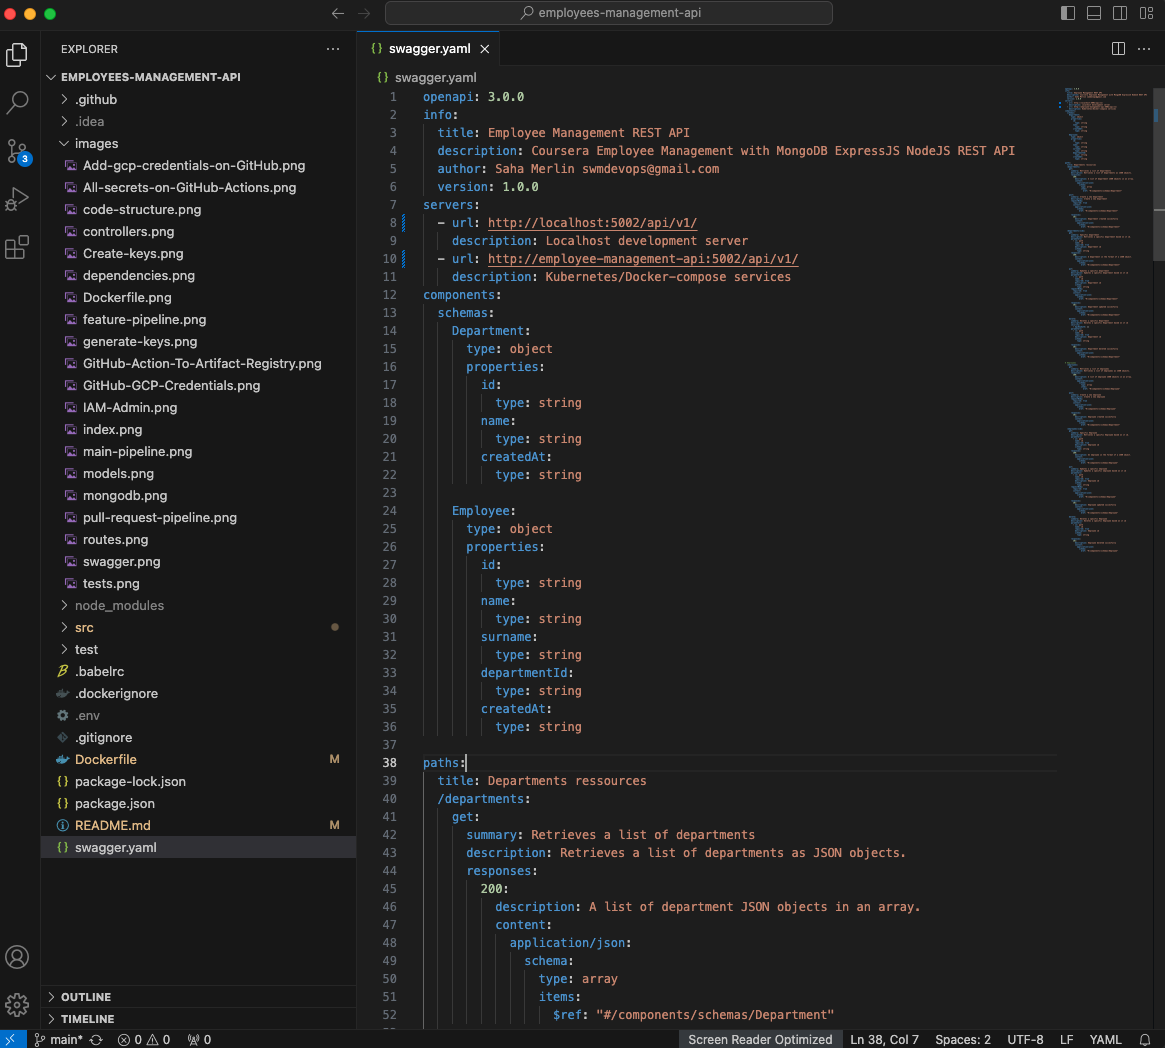 employees-management-api
EXPLORER
EMPLOYEES-MANAGEMENT-API
.github
.idea
images
Add-gcp-credentials-on-GitHub.png
All-secrets-on-GitHub-Actions.png
code-structure.png
controllers.png
Create-keys.png
dependencies.png
Dockerfile.png
feature-pipeline.png
generate-keys.png
GitHub-Action-To-Artifact-Registry.png
GitHub-GCP-Credentials.png
IAM-Admin.png
index.png
main-pipeline.png
models.png
mongodb.png
pull-request-pipeline.png
routes.png
swagger.png
tests.png
node_modules
src
test
.babelrc
.dockerignore
.env
.gitignore
Dockerfile M
package-lock.json
package.json
README.md M
swagger.yaml
OUTLINE
TIMELINE
3
{} swagger.yaml
{} swagger.yaml
1 openapi: 3.0.0
2 info:
3 title: Employee Management REST API
4 description: Coursera Employee Management with MongoDB ExpressJS NodeJS REST API
5 author: Saha Merlin swmdevops@gmail.com
6 version: 1.0.0
7 servers:
8 - url: http://localhost:5002/api/v1/
9 description: Localhost development server
10 - url: http://employee-management-api:5002/api/v1/
11 description: Kubernetes/Docker-compose services
12 components:
13 schemas:
14 Department:
15 type: object
16 properties:
17 id:
18 type: string
19 name:
20 type: string
21 createdAt:
22 type: string
23
24 Employee:
25 type: object
26 properties:
27 id:
28 type: string
29 name:
30 type: string
31 surname:
32 type: string
33 departmentId:
34 type: string
35 createdAt:
36 type: string
37
38 paths:
39 title: Departments ressources
40 /departments:
41 get:
42 summary: Retrieves a list of departments
43 description: Retrieves a list of departments as JSON objects.
44 responses:
45 200:
46 description: A list of department JSON objects in an array.
47 content:
48 application/json:
49 schema:
50 type: array
51 items:
52 $ref: "#/components/schemas/Department"
main* 0 0 0 Screen Reader Optimized Ln 38, Col 7 Spaces: 2 UTF-8 LF YAML